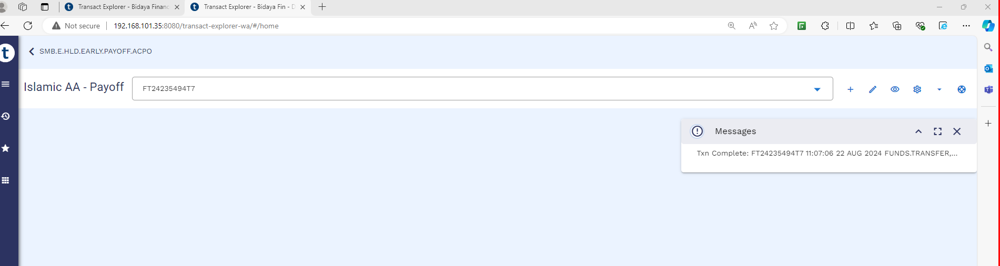 Transact Explorer - Bidaya Financ
Transact Explorer - Bidaya Fin - D
Not secure
192.168.101.35:8080/transact-explorer-wa/#/home
SMB.E.HLD.EARLY.PAYOFF.ACPO
Islamic AA - Payoff
FT24235494T7
Messages
Txn Complete: FT24235494T7 11:07:06 22 AUG 2024 FUNDS.TRANSFER,...